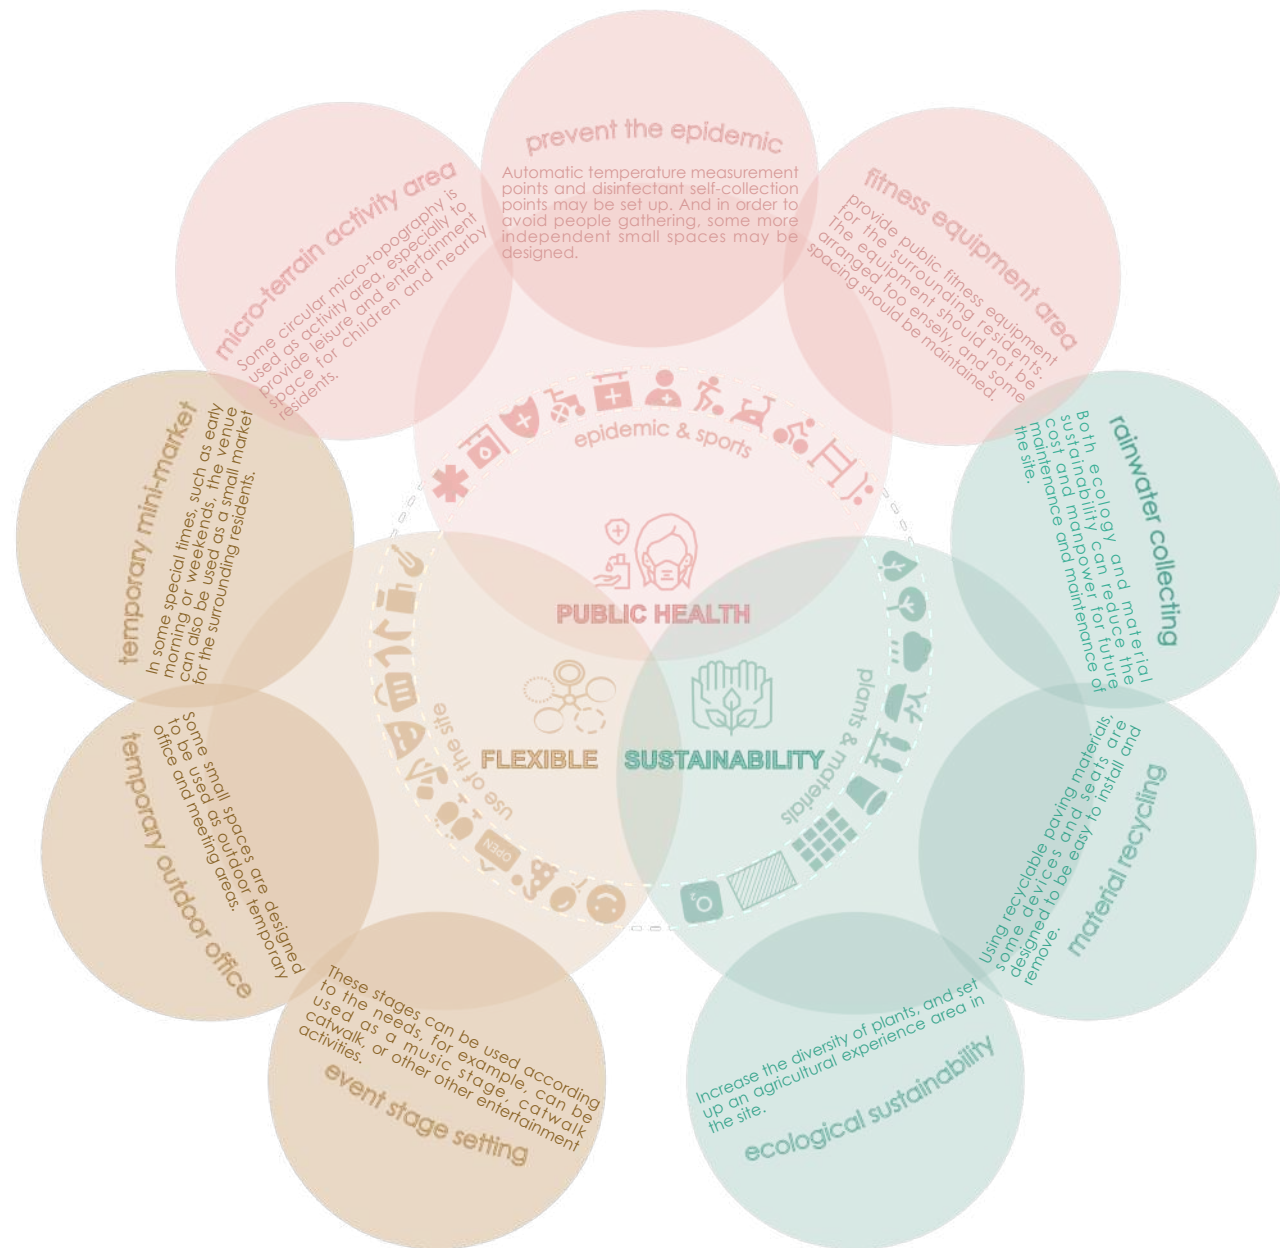 prevent the epidemic
Automatic temperature measurement
points and disinfectant self-collection
points may be set up. And in order to
avoid people gathering, some more
independent small spaces may be
designed.
micro-terrain activity area
Some circular micro-topography is
used as activity area, especially to
provide leisure and entertainment
space for children and nearby
residents.
fitness equipment area
provide public fitness equipment
for the surrounding residents.
The equipment should not be
arranged too ensely, and some
spacing should be maintained.
epidemic & sports
PUBLIC HEALTH
temporary mini-market
In some special times, such as early
morning or weekends, the venue
can also be used as a small market
for the surrounding residents.
rainwater collecting
Both ecology and material
sustainability can reduce the
cost and manpower for future
maintenance and maintenance of
the site.
FLEXIBLE
SUSTAINABILITY
use of the site
plants & materials
OPEN
O2
temporary outdoor office
Some small spaces are designed
to be used as outdoor temporary
office and meeting areas.
material recycling
Using recyclable paving materials,
some devices and seats are
designed to be easy to install and
remove.
These stages can be used according
to the needs, for example, can be
used as a music stage, catwalk
catwalk, or other other entertainment
activities.
event stage setting
Increase the diversity of plants, and set
up an agricultural experience area in
the site.
ecological sustainability